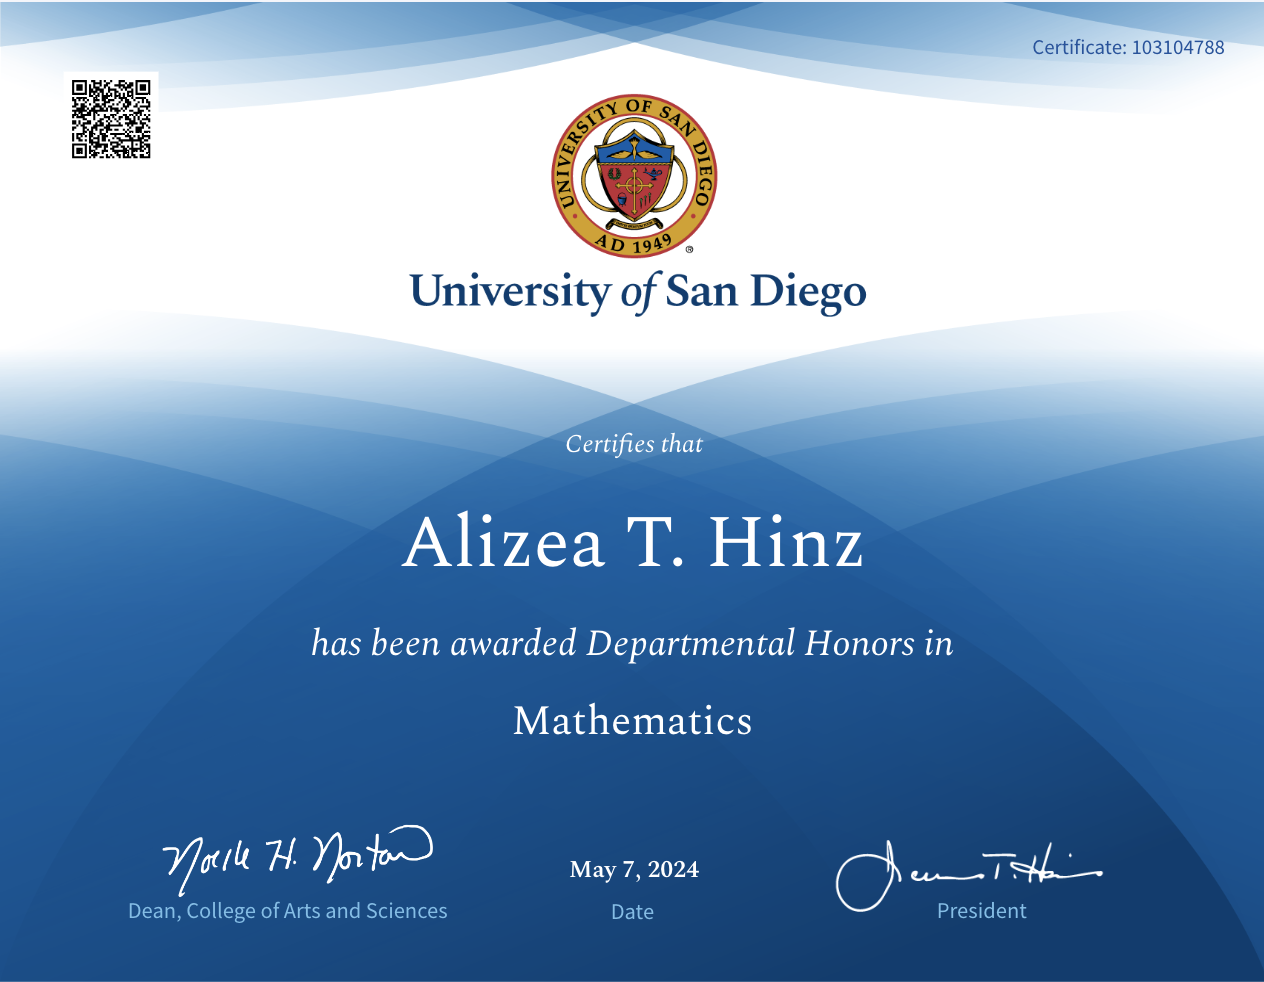 Certificate: 103104788
UNIVERSITY OF SAN DIEGO
AD 1949
®
University of San Diego
Certifies that
Alizea T. Hinz
has been awarded Departmental Honors in
Mathematics
Noelle H. Norton
May 7, 2024
James T. Harris
Dean, College of Arts and Sciences
Date
President